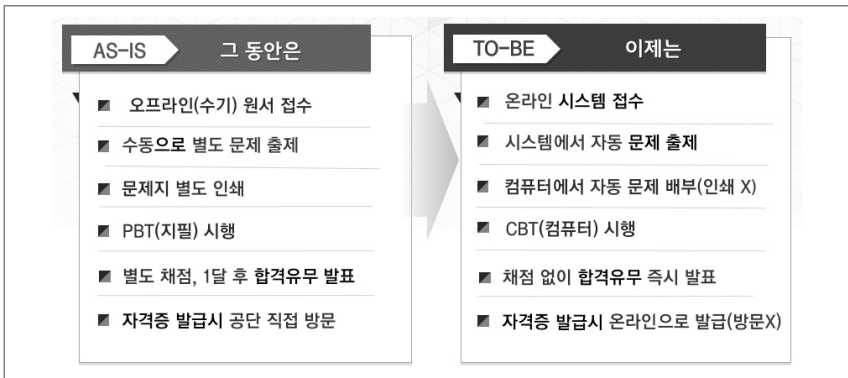 AS-IS 그 동안은
오프라인(수기) 원서 접수
수동으로 별도 문제 출제
문제지 별도 인쇄
PBT(지필) 시행
별도 채점, 1달 후 합격유무 발표
자격증 발급시 공단 직접 방문
TO-BE 이제는
온라인 시스템 접수
시스템에서 자동 문제 출제
컴퓨터에서 자동 문제 배부(인쇄 X)
CBT(컴퓨터) 시행
채점 없이 합격유무 즉시 발표
자격증 발급시 온라인으로 발급(방문X)